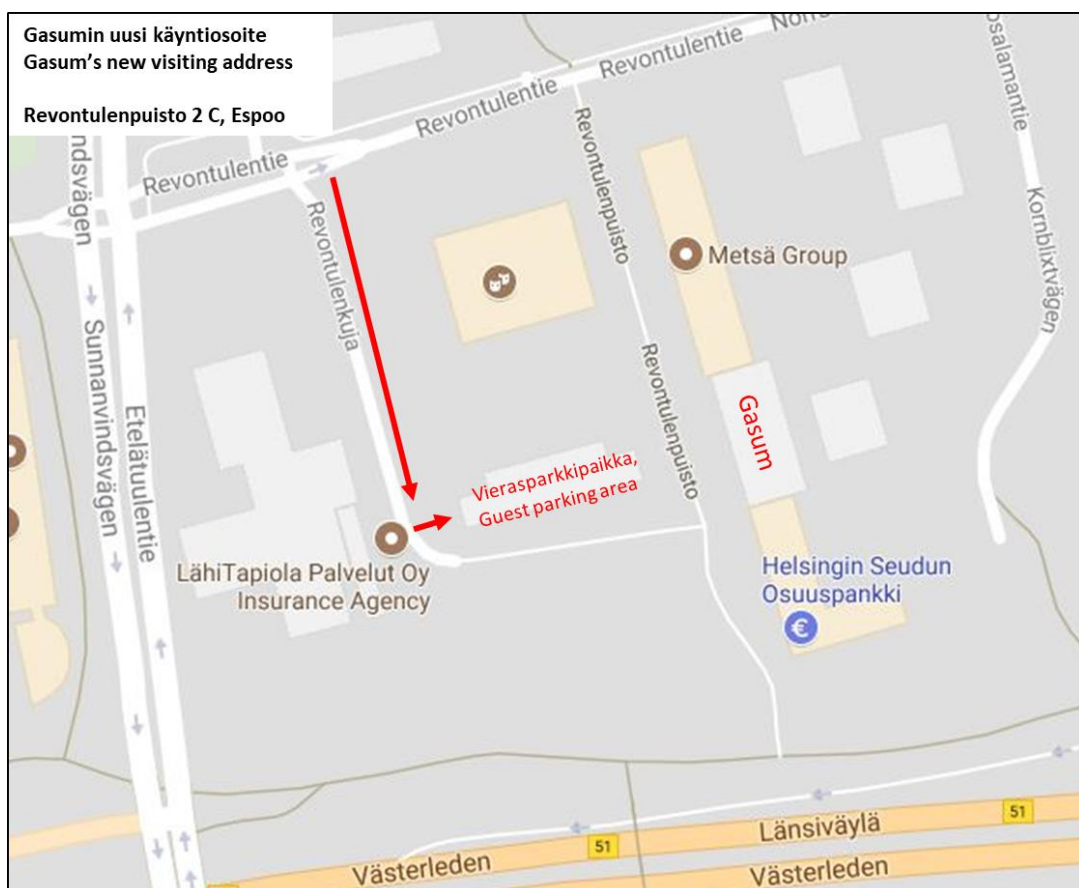 Gasumin uusi käyntiosoite
Gasum's new visiting address
Revontulenpuisto 2 C, Espoo
Revontulentie
Revontulentie
Revontulentie
Revontulenpuisto
Revontulenpuisto
Revontulenkuja
Metsä Group
Gasum
Kornblixtvägen
ndsvägen
Sunnanvindsvägen
Etelätuulentie
Vierasparkkipaikka,
Guest parking area
LähiTapiola Palvelut Oy
Insurance Agency
Helsingin Seudun
Osuuspankki
€
51
51
Länsiväylä
Västerleden
Västerleden